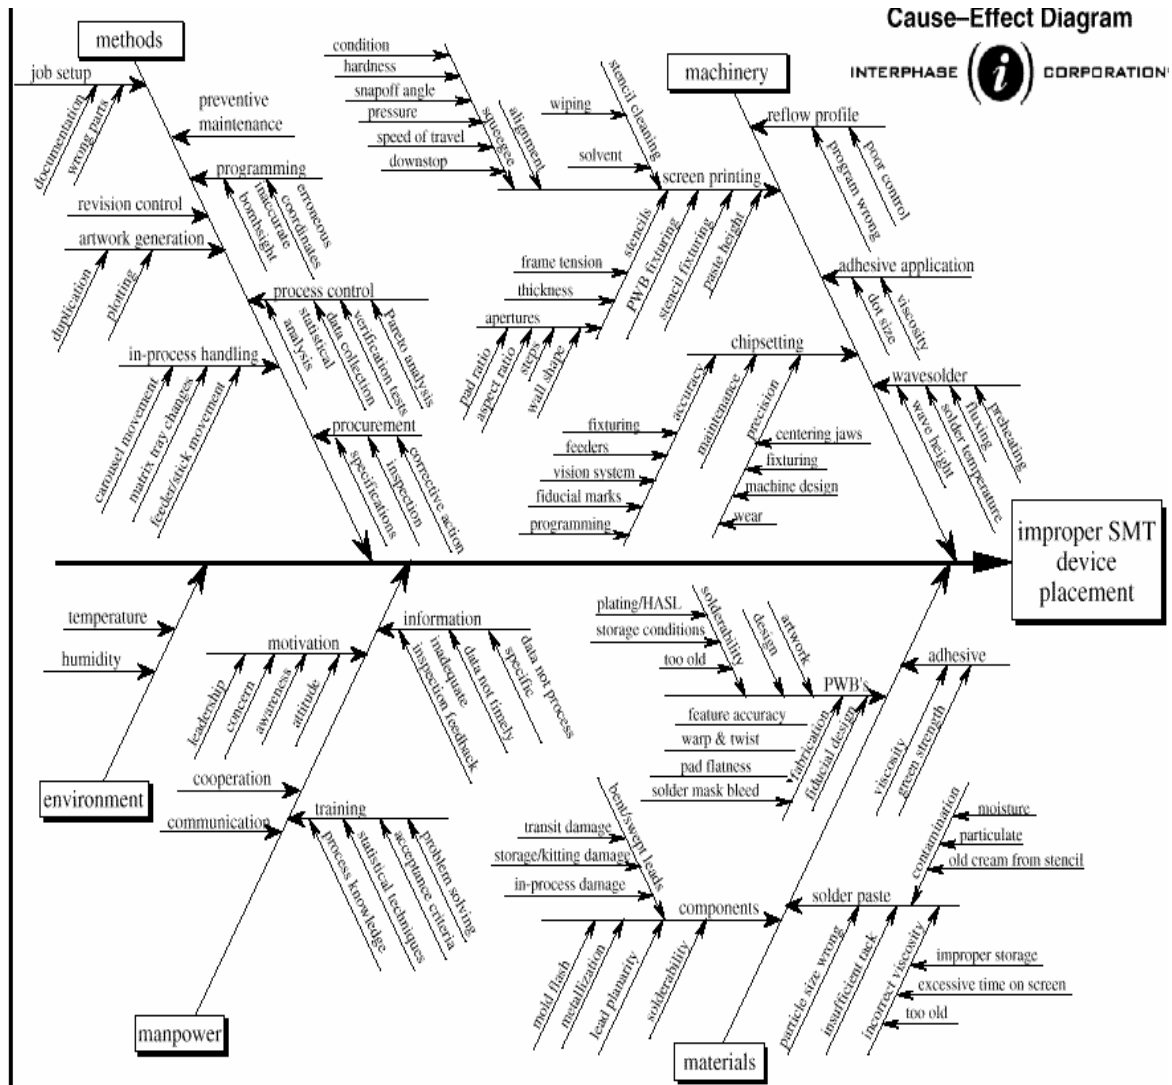 Cause–Effect Diagram
INTERPHASE i CORPORATION
methods
job setup
documentation
wrong parts
preventive
maintenance
programming
bombsight
inaccurate
coordinates
erroneous
revision control
artwork generation
duplication
plotting
process control
analysis
statistical
data collection
verification tests
Pareto analysis
in-process handling
carousel movement
matrix tray changes
feeder/stick movement
procurement
specifications
inspection
corrective action
machinery
condition
hardness
snapoff angle
pressure
speed of travel
downstop
squeegee
alignment
wiping
solvent
stencil cleaning
screen printing
stencils
PWB fixturing
stencil fixturing
paste height
frame tension
thickness
apertures
pad ratio
aspect ratio
steps
wall shape
reflow profile
program wrong
poor control
adhesive application
dot size
viscosity
chipsetting
accuracy
maintenance
precision
fixturing
feeders
vision system
fiducial marks
programming
centering jaws
fixturing
machine design
wear
wavesolder
wave height
solder temperature
fluxing
preheating
improper SMT
device
placement
temperature
humidity
environment
motivation
leadership
concern
awareness
attitude
information
inspection feedback
inadequate
data not timely
specific
data not process
cooperation
communication
training
process knowledge
statistical techniques
acceptance criteria
problem solving
manpower
plating/HASL
storage conditions
too old
solderability
design
artwork
PWB's
feature accuracy
warp & twist
pad flatness
solder mask bleed
fabrication
fiducial design
adhesive
viscosity
green strength
bent/swept leads
transit damage
storage/kitting damage
in-process damage
components
mold flash
metallization
lead planarity
solderability
contamination
moisture
particulate
old cream from stencil
solder paste
particle size wrong
insufficient tack
incorrect viscosity
improper storage
excessive time on screen
too old
materials